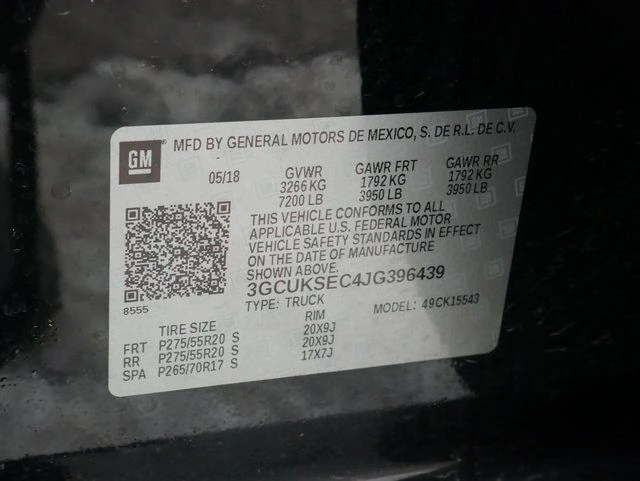 GM MFD BY GENERAL MOTORS DE MEXICO, S. DE R.L. DE C.V.
05/18 GVWR GAWR FRT GAWR RR
3266 KG 1792 KG 1792 KG
7200 LB 3950 LB 3950 LB
THIS VEHICLE CONFORMS TO ALL
APPLICABLE U.S. FEDERAL MOTOR
VEHICLE SAFETY STANDARDS IN EFFECT
ON THE DATE OF MANUFACTURE
SHOWN ABOVE.
3GCUKSEC4JG396439
8555 TYPE: TRUCK MODEL: 49CK15543
TIRE SIZE RIM
FRT P275/55R20 S 20X9J
RR P275/55R20 S 20X9J
SPA P265/70R17 S 17X7J